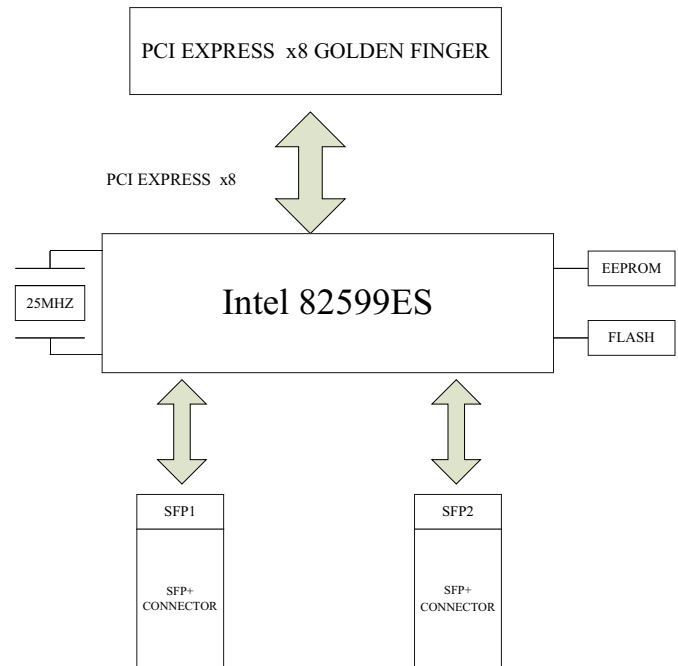 PCI EXPRESS x8 GOLDEN FINGER
PCI EXPRESS x8
Intel 82599ES
25MHZ
EEPROM
FLASH
SFP1
SFP+
CONNECTOR
SFP2
SFP+
CONNECTOR